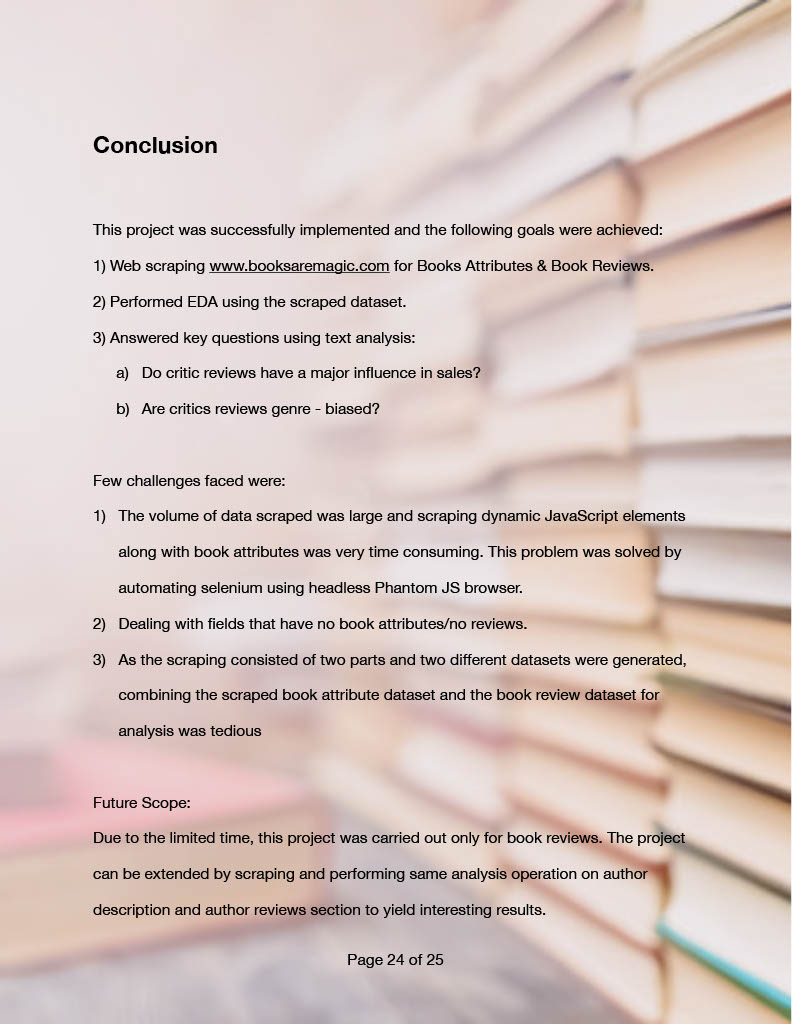 Conclusion
This project was successfully implemented and the following goals were achieved:
1) Web scraping www.booksaremagic.com for Books Attributes & Book Reviews.
2) Performed EDA using the scraped dataset.
3) Answered key questions using text analysis:
a) Do critic reviews have a major influence in sales?
b) Are critics reviews genre - biased?
Few challenges faced were:
1) The volume of data scraped was large and scraping dynamic JavaScript elements
along with book attributes was very time consuming. This problem was solved by
automating selenium using headless Phantom JS browser.
2) Dealing with fields that have no book attributes/no reviews.
3) As the scraping consisted of two parts and two different datasets were generated,
combining the scraped book attribute dataset and the book review dataset for
analysis was tedious
Future Scope:
Due to the limited time, this project was carried out only for book reviews. The project
can be extended by scraping and performing same analysis operation on author
description and author reviews section to yield interesting results.
Page 24 of 25